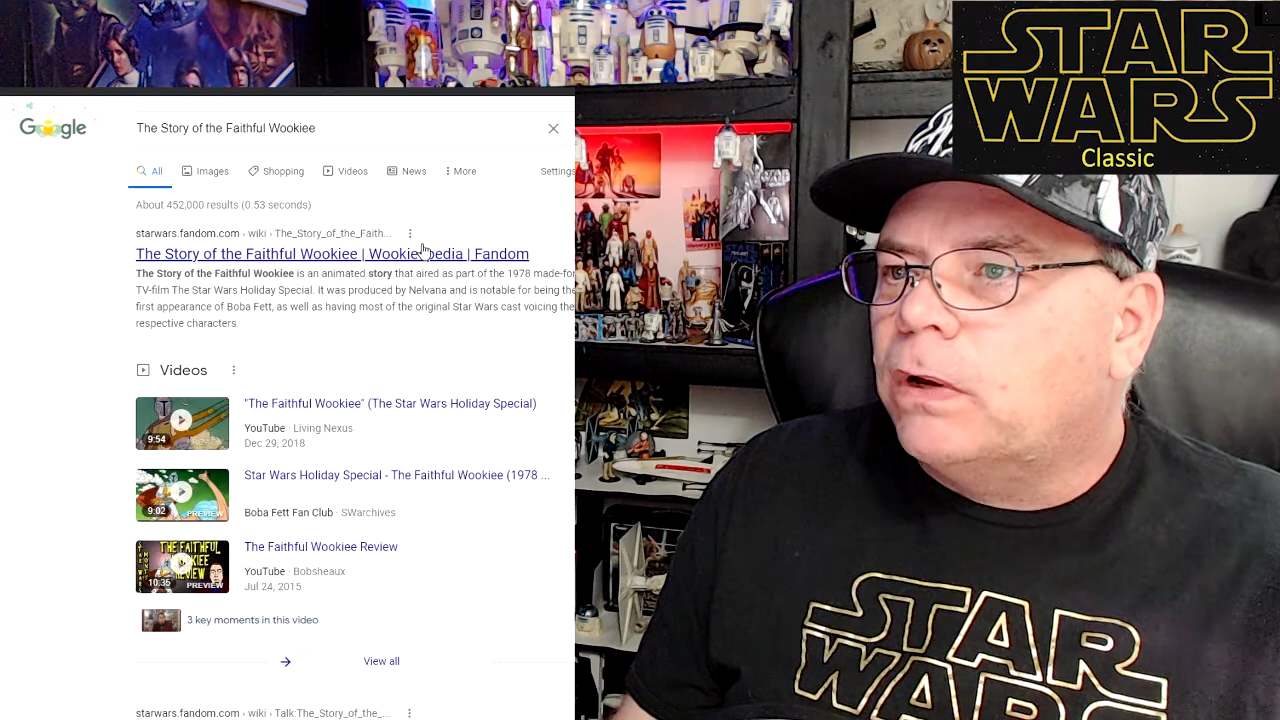 Google
The Story of the Faithful Wookiee
All
Images
Shopping
Videos
News
More
Settings
About 452,000 results (0.53 seconds)
starwars.fandom.com › wiki › The_Story_of_the_Faith...
The Story of the Faithful Wookiee | Wookieepedia | Fandom
The Story of the Faithful Wookiee is an animated story that aired as part of the 1978 made-for
TV-film The Star Wars Holiday Special. It was produced by Nelvana and is notable for being the
first appearance of Boba Fett, as well as having most of the original Star Wars cast voicing the
respective characters.
Videos
"The Faithful Wookiee" (The Star Wars Holiday Special)
YouTube · Living Nexus
Dec 29, 2018
9:54
Star Wars Holiday Special - The Faithful Wookiee (1978 ...
Boba Fett Fan Club · SWarchives
9:02
PREVIEW
The Faithful Wookiee Review
YouTube · Bobsheaux
Jul 24, 2015
THE FAITHFUL
WOOKIEE
REVIEW
10:35
PREVIEW
3 key moments in this video
View all
starwars.fandom.com › wiki › Talk:The_Story_of_the_...
STAR
WARS
Classic
STAR
WARS